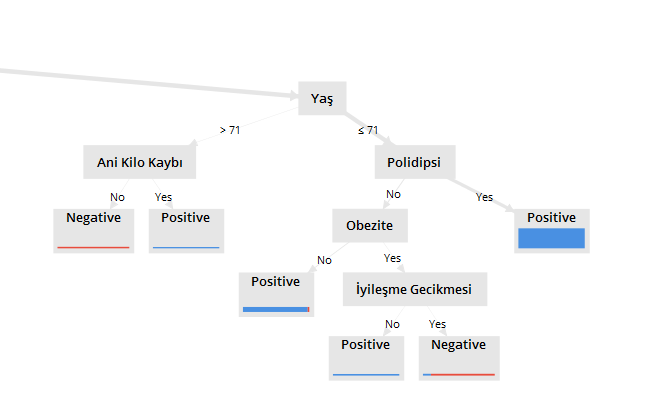 Yaş
> 71
≤ 71
Ani Kilo Kaybı
Polidipsi
No
Yes
No
Yes
Negative
Positive
Obezite
Positive
No
Yes
Positive
İyileşme Gecikmesi
No
Yes
Positive
Negative